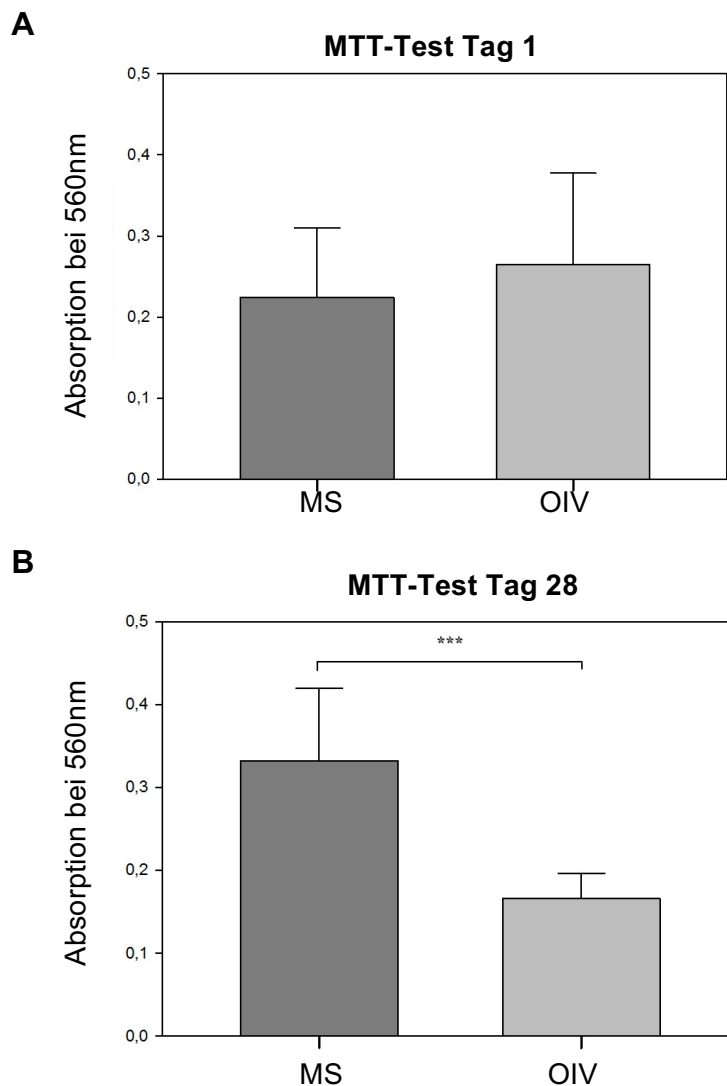 A
MTT-Test Tag 1
Absorption bei 560nm
0,5
0,4
0,3
0,2
0,1
0,0
MS OIV
B
MTT-Test Tag 28
Absorption bei 560nm
0,5
0,4
0,3
0,2
0,1
0,0
***
MS OIV